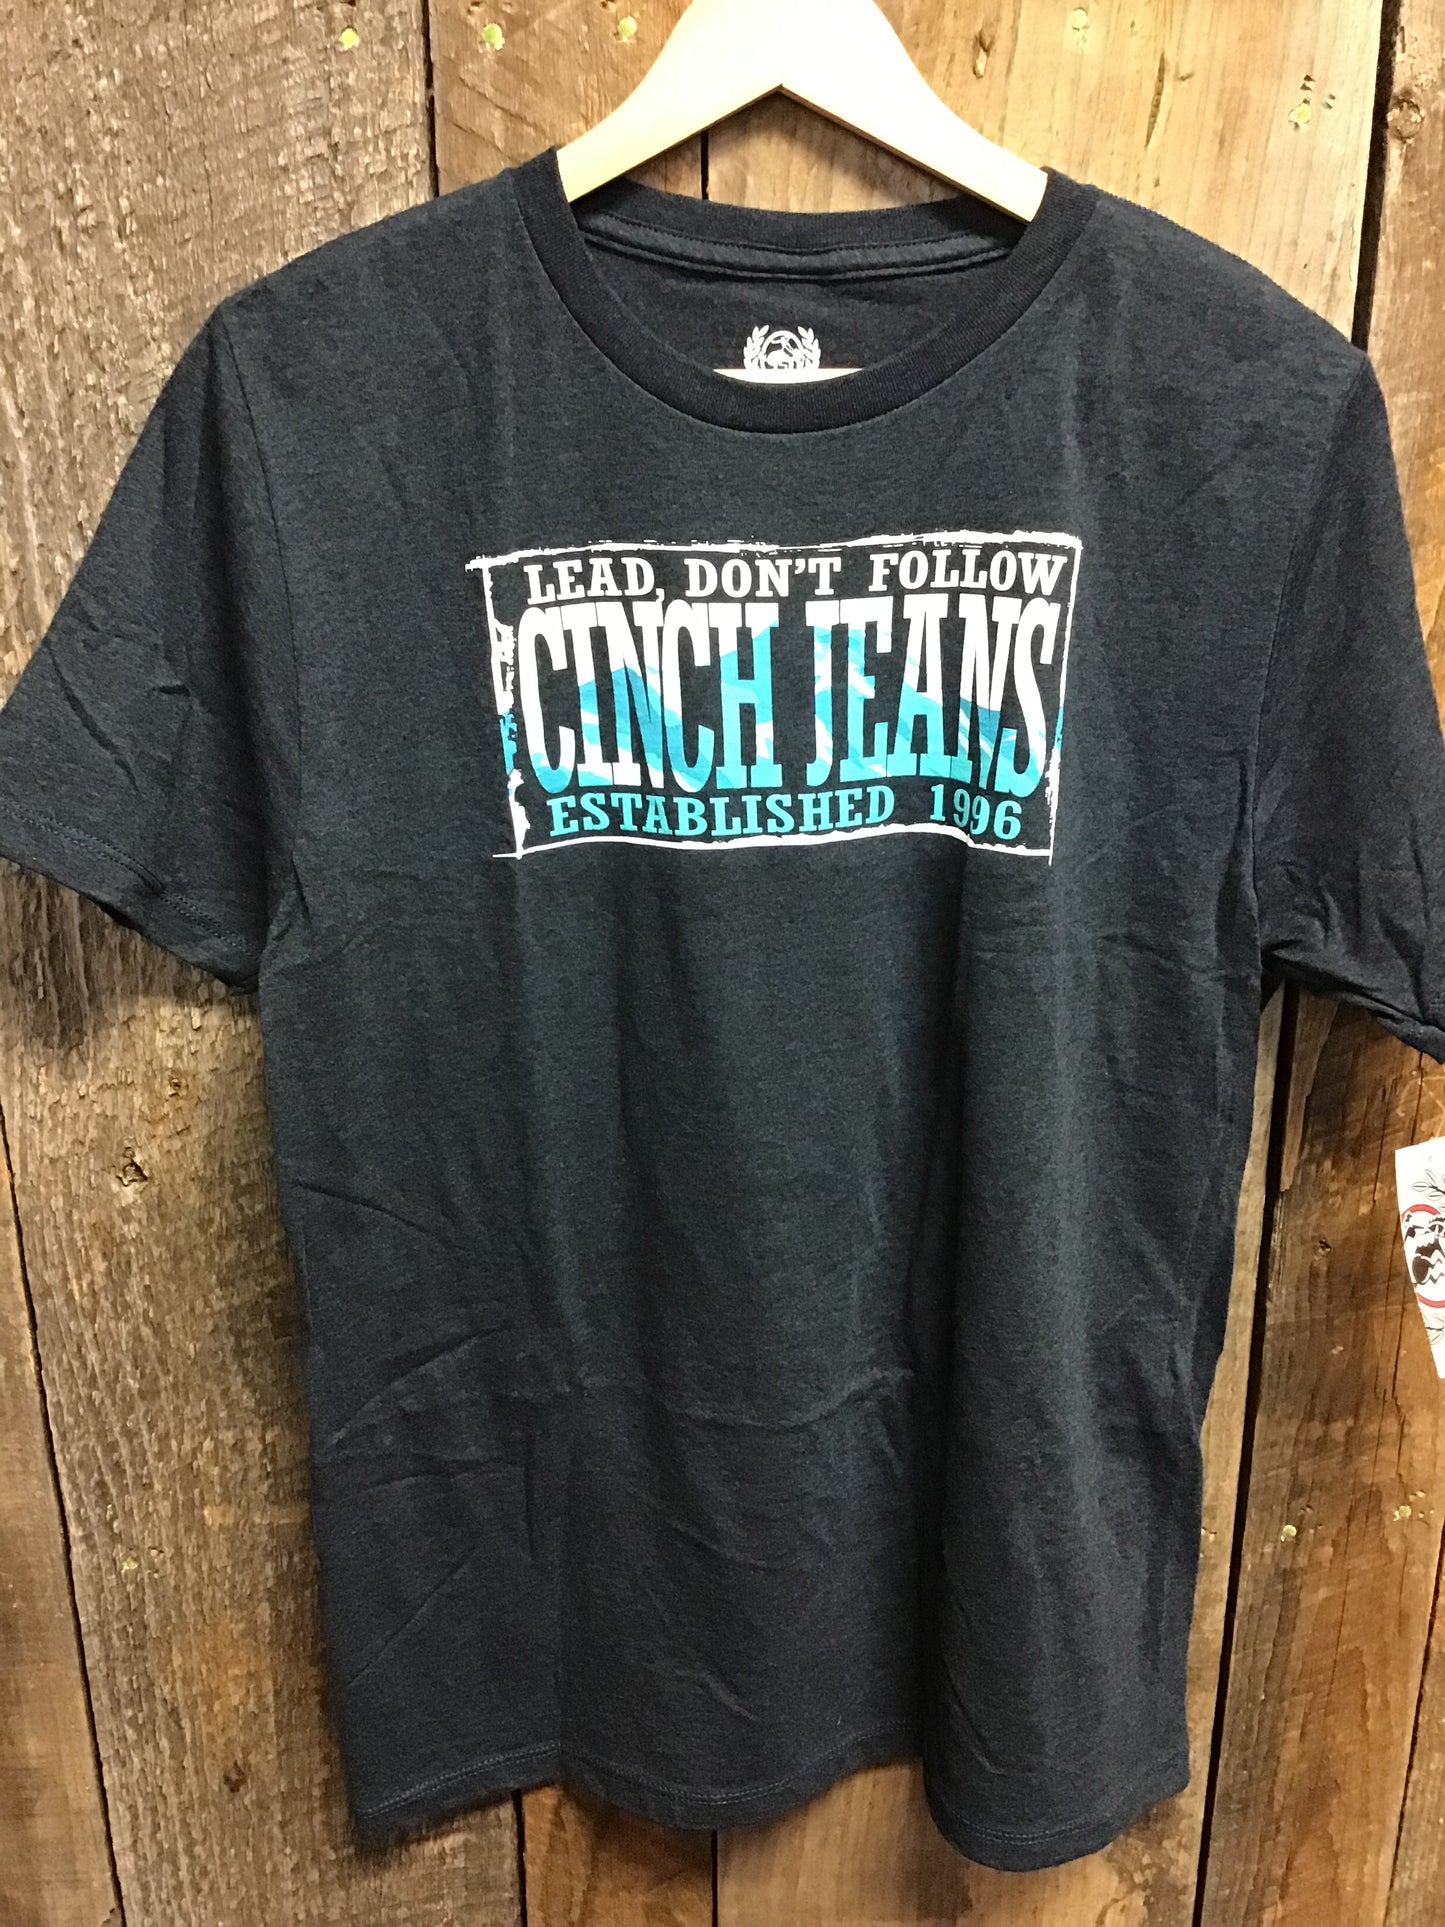 LEAD, DON'T FOLLOW
CINCH JEANS
ESTABLISHED 1996